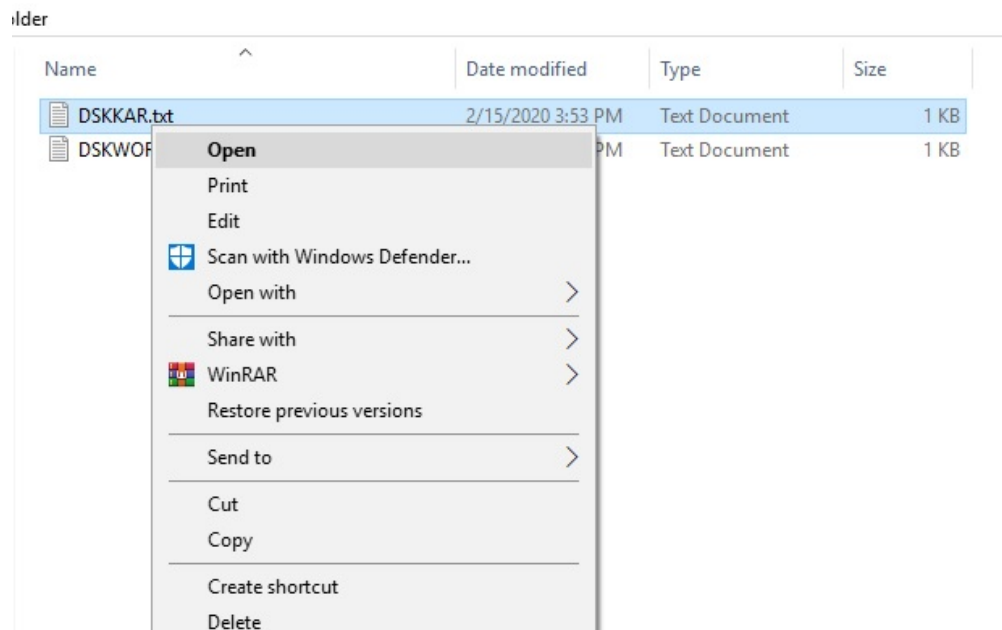 Name Date modified Type Size
DSKKAR.txt 2/15/2020 3:53 PM Text Document 1 KB
PM Text Document 1 KB
Open
Print
Edit
Scan with Windows Defender...
Open with
Share with
WinRAR
Restore previous versions
Send to
Cut
Copy
Create shortcut
Delete